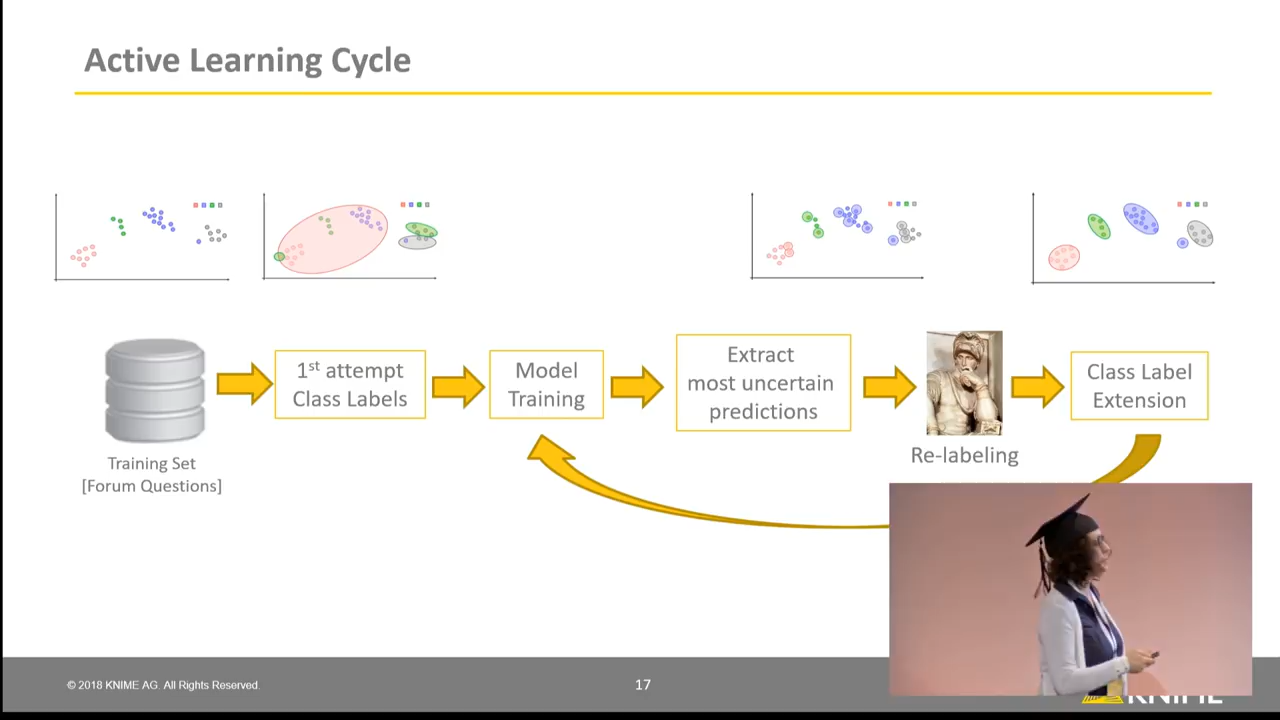 Active Learning Cycle
1st attempt
Class Labels
Model
Training
Extract
most uncertain
predictions
Class Label
Extension
Re-labeling
Training Set
[Forum Questions]
© 2018 KNIME AG. All Rights Reserved.
17
KNIME